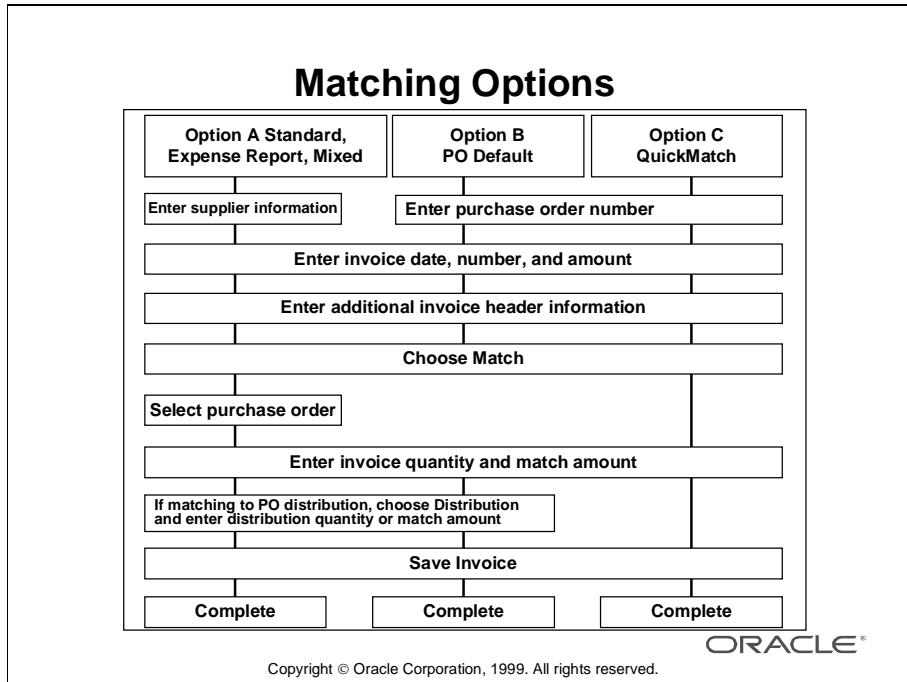 Matching Options
Option A Standard,
Expense Report, Mixed
Option B
PO Default
Option C
QuickMatch
Enter supplier information
Enter purchase order number
Enter invoice date, number, and amount
Enter additional invoice header information
Choose Match
Select purchase order
Enter invoice quantity and match amount
If matching to PO distribution, choose Distribution
and enter distribution quantity or match amount
Save Invoice
Complete
Complete
Complete
ORACLE®
Copyright © Oracle Corporation, 1999. All rights reserved.